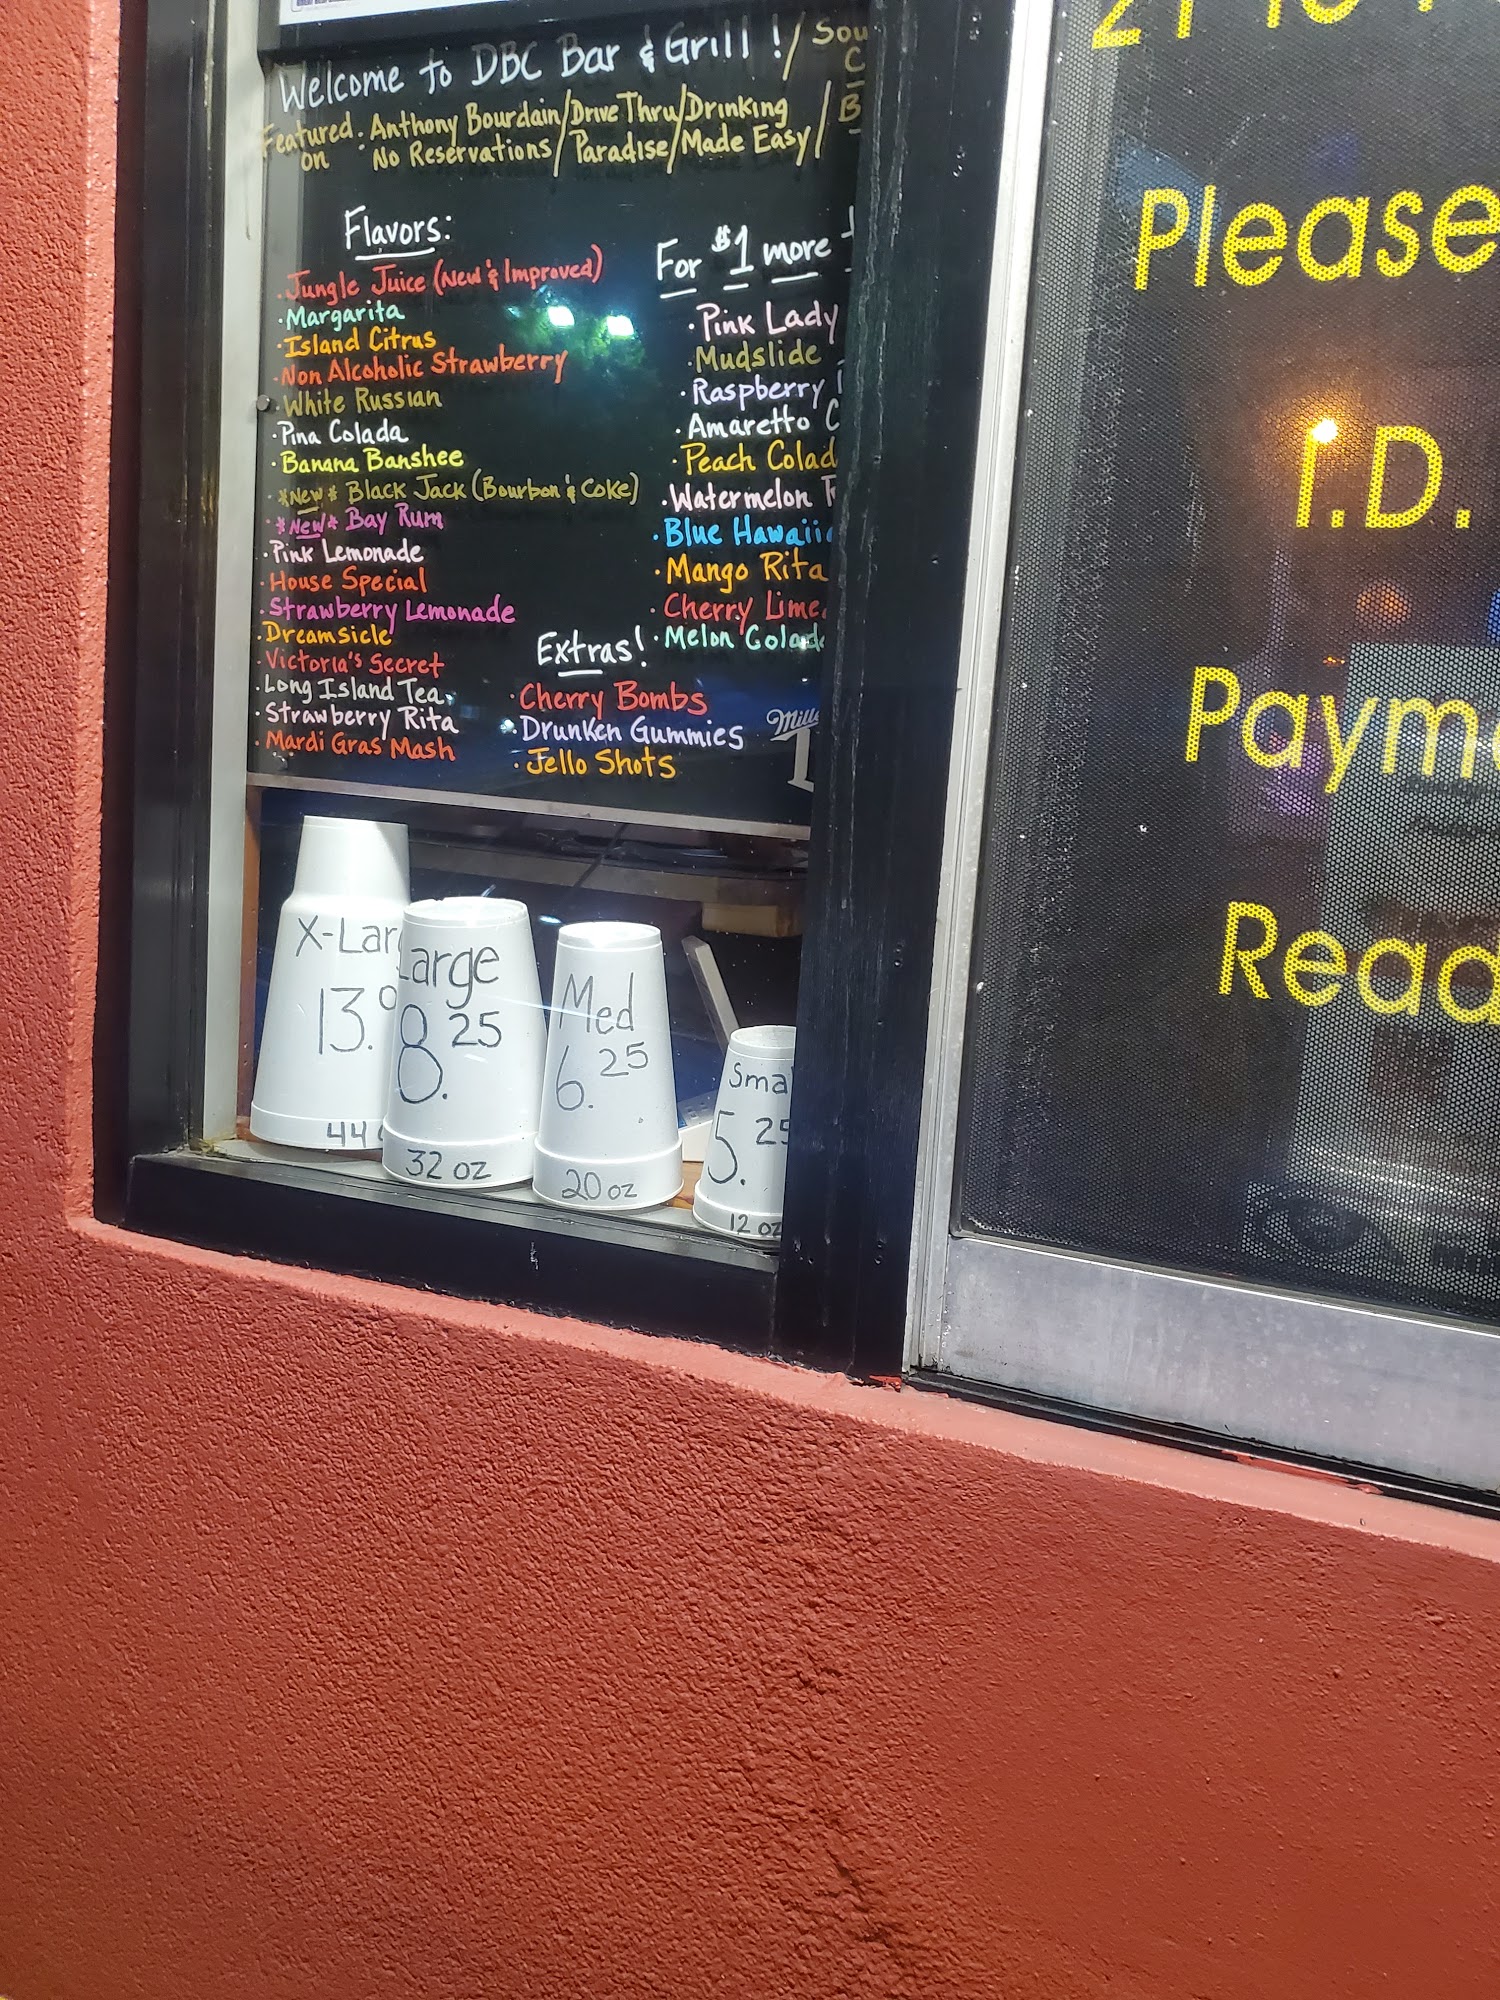 Welcome to DBC Bar & Grill! /
Featured on: Anthony Bourdain No Reservations / Drive Thru Paradise / Drinking Made Easy /
Flavors:
· Jungle Juice (New & Improved)
· Margarita
· Island Citrus
· Non Alcoholic Strawberry
· White Russian
· Pina Colada
· Banana Banshee
· *New* Black Jack (Bourbon & Coke)
· *New* Bay Rum
· Pink Lemonade
· House Special
· Strawberry Lemonade
· Dreamsicle
· Victoria's Secret
· Long Island Tea
· Strawberry Rita
· Mardi Gras Mash
For $1 more
· Pink Lady
· Mudslide
· Raspberry
· Amaretto
· Peach Colad
· Watermelon
· Blue Hawaii
· Mango Rita
· Cherry Lime
· Melon Colad
Extras!
· Cherry Bombs
· Drunken Gummies
· Jello Shots
X-Lar
13.
44
Large
8.25
32 oz
Med
6.25
20 oz
Smal
5.25
12 oz
Please
I.D.
Payme
Read